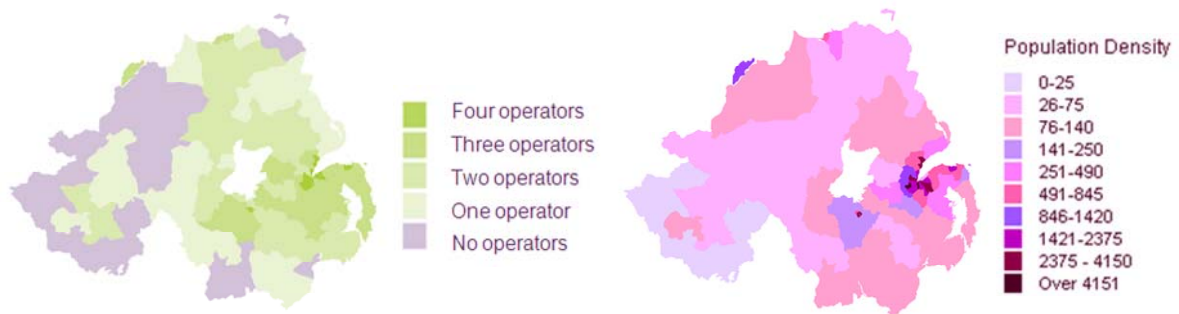 Four operators
Three operators
Two operators
One operator
No operators
Population Density
0-25
26-75
76-140
141-250
251-490
491-845
846-1420
1421-2375
2375 - 4150
Over 4151